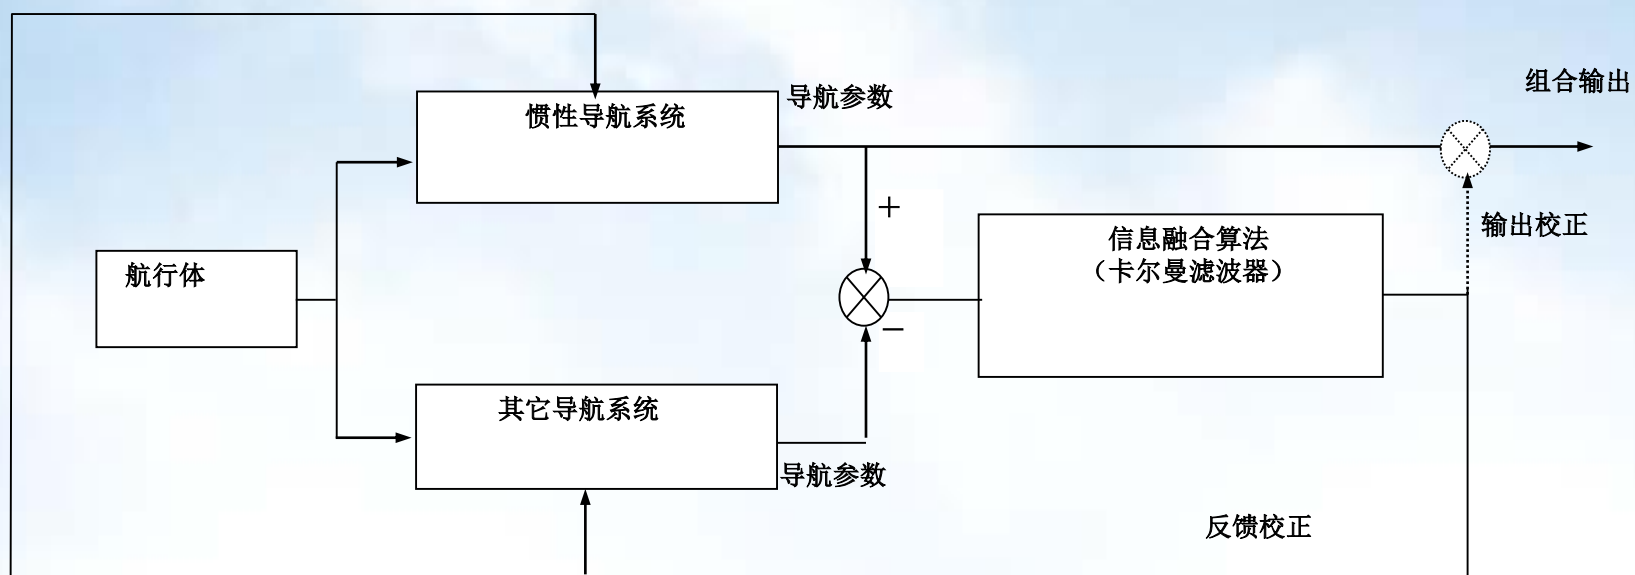 组合输出
导航参数
惯性导航系统
+
输出校正
信息融合算法
（卡尔曼滤波器）
航行体
−
其它导航系统
导航参数
反馈校正